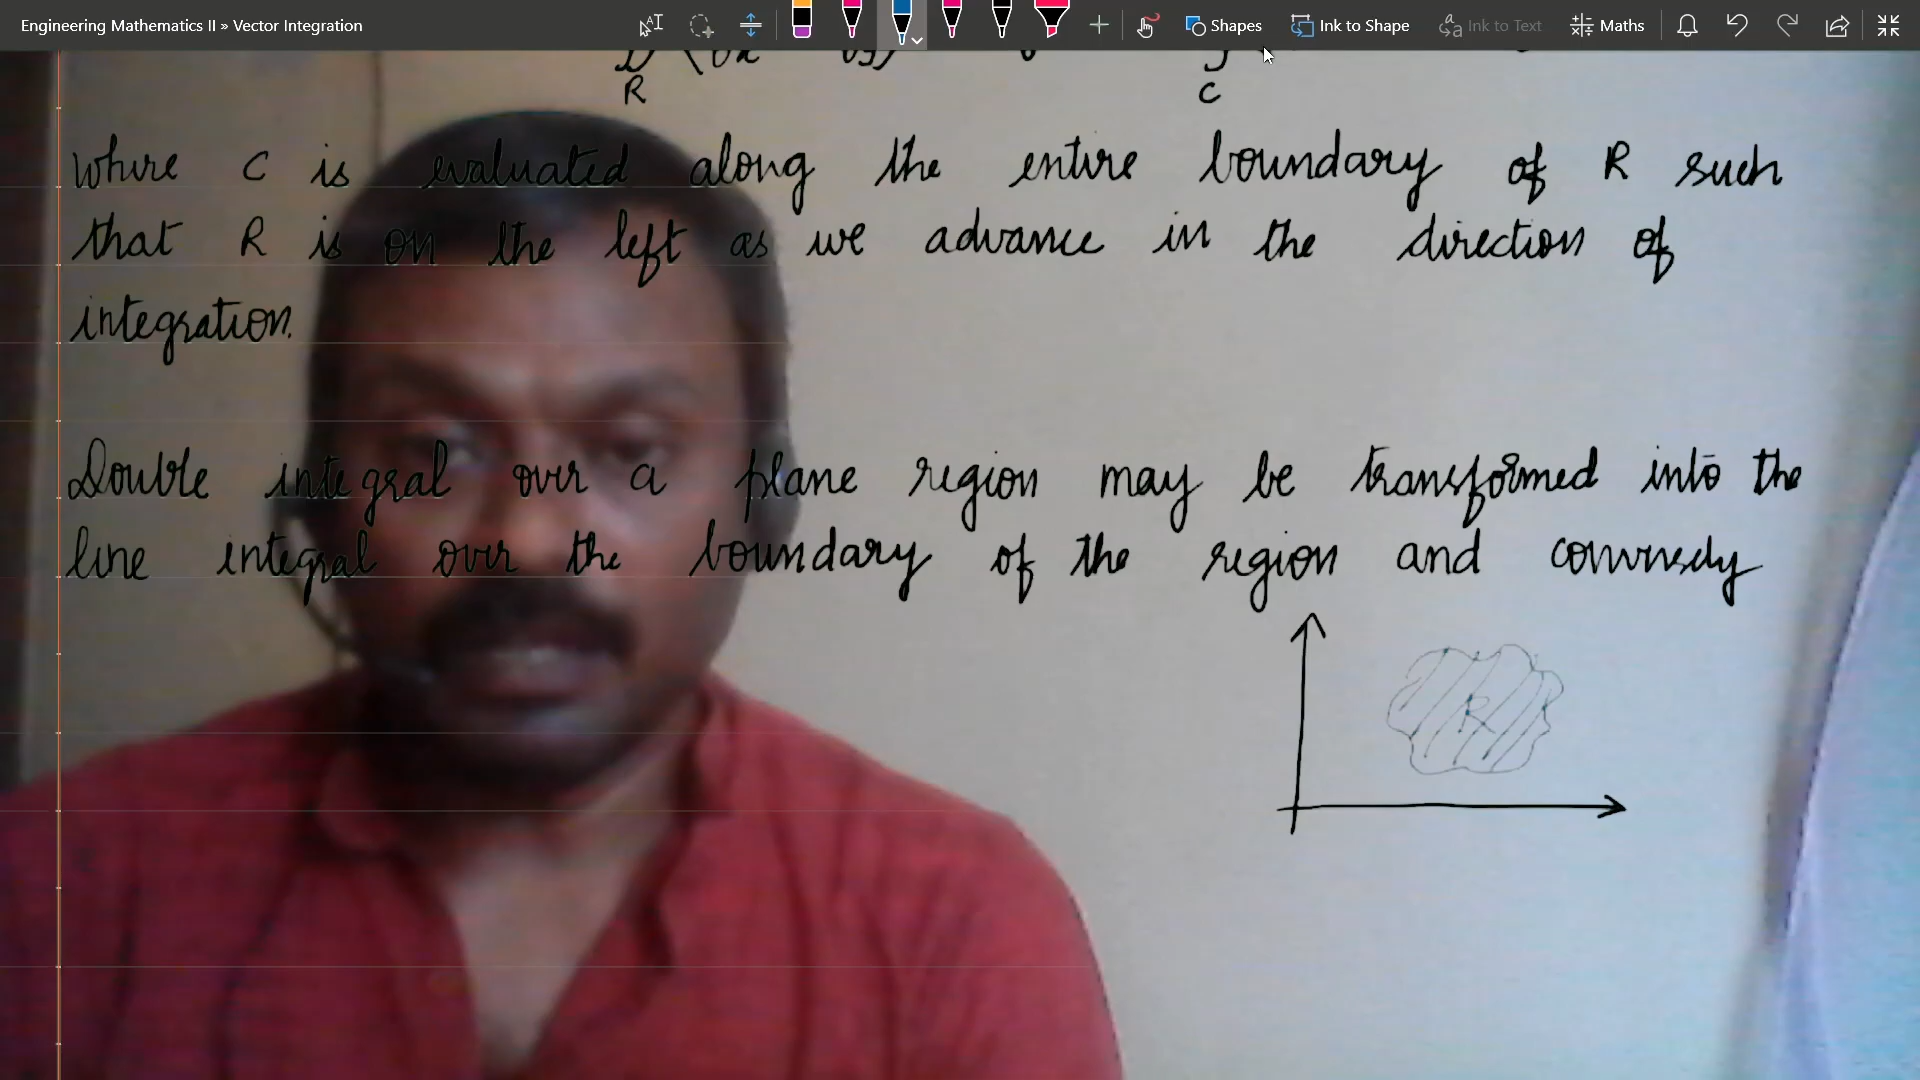 Engineering Mathematics II » Vector Integration
Shapes Ink to Shape Ink to Text Maths
R C
where C is evaluated along the entire boundary of R such
that R is on the left as we advance in the direction of
integration.
Double integral over a plane region may be transformed into the
line integral over the boundary of the region and conversely
R